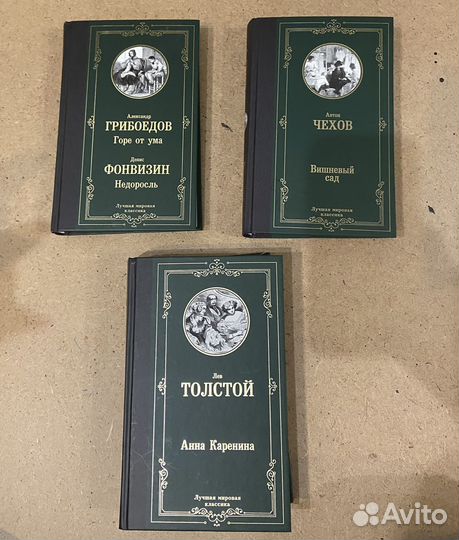 Александр
ГРИБОЕДОВ
Горе от ума
Денис
ФОНВИЗИН
Недоросль
Лучшая мировая
классика
Антон
ЧЕХОВ
Вишневый
сад
Лучшая мировая
классика
Лев
ТОЛСТОЙ
Анна Каренина
Лучшая мировая
классика
Avito